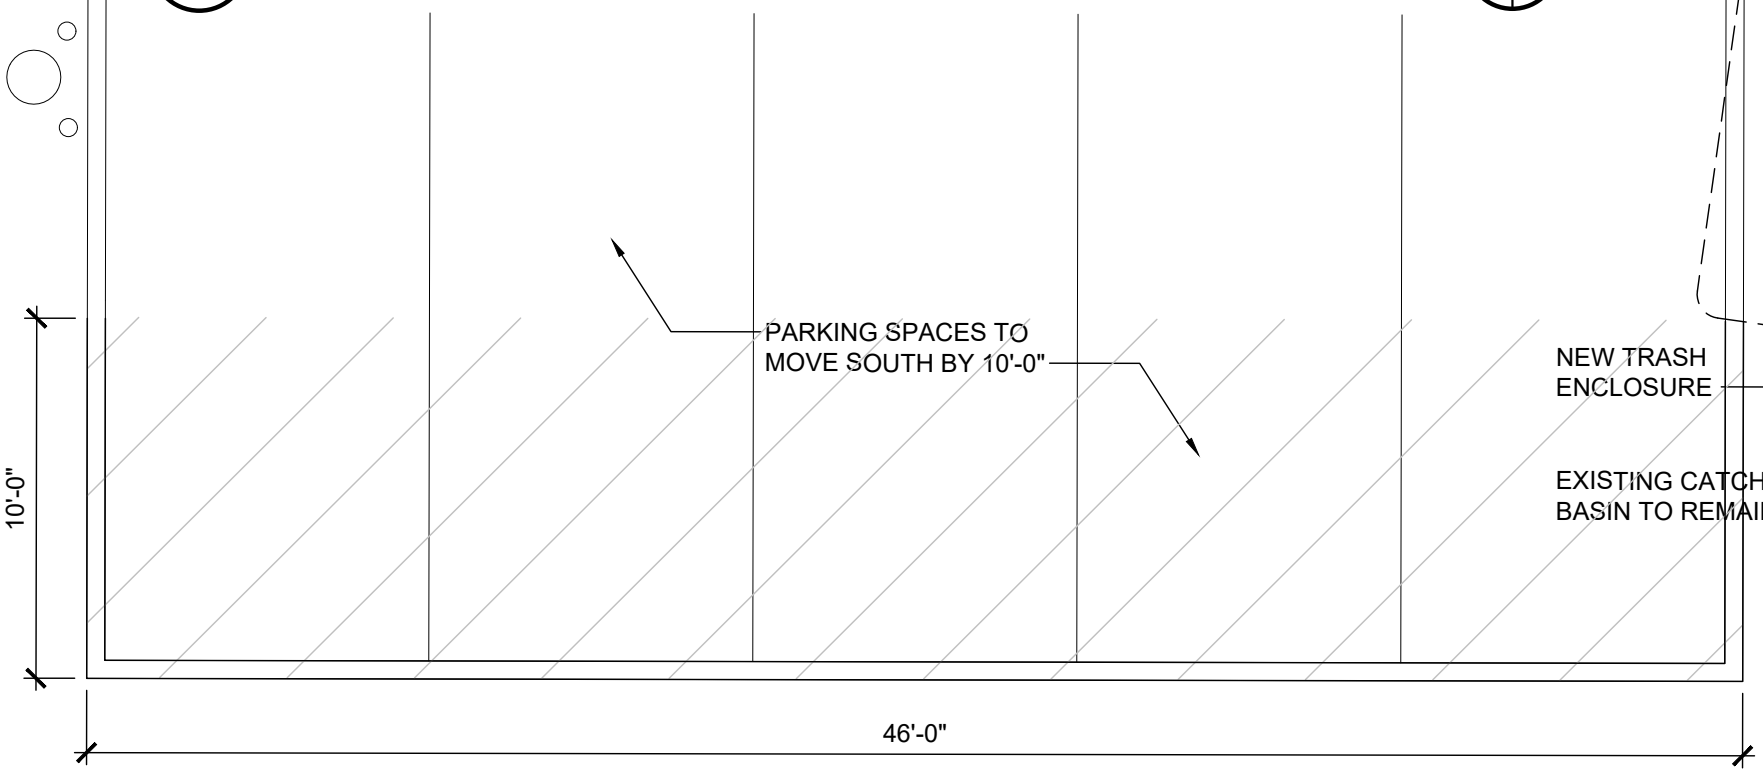 PARKING SPACES TO
MOVE SOUTH BY 10'-0"
NEW TRASH
ENCLOSURE
EXISTING CATCH
BASIN TO
10'-0"
46'-0"